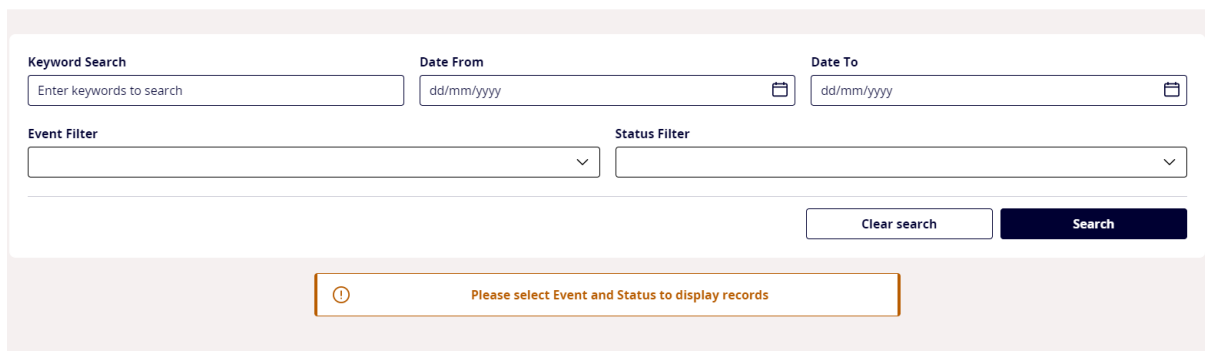 Keyword Search
Date From
Date To
Enter keywords to search
dd/mm/yyyy
dd/mm/yyyy
Event Filter
Status Filter
Clear search
Search
Please select Event and Status to display records